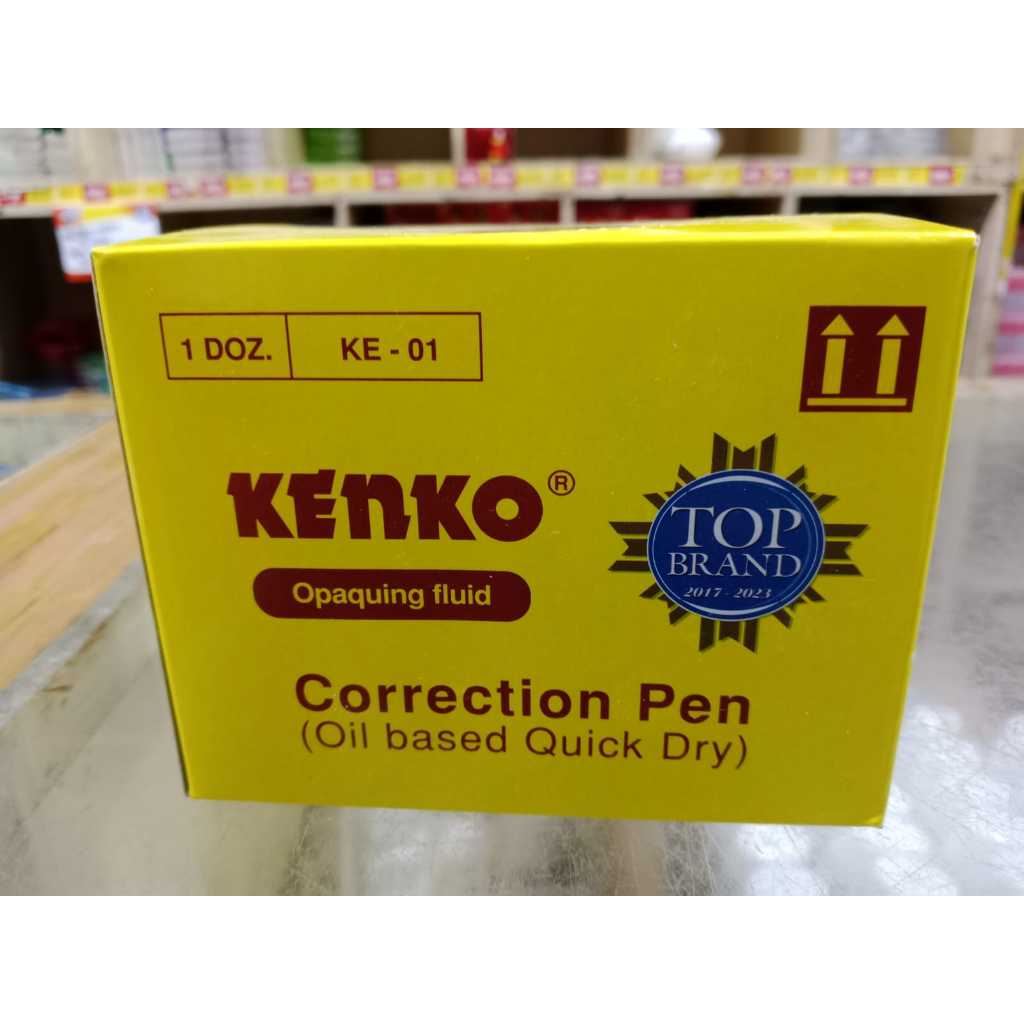 1 DOZ. KE - 01
KENKO®
Opaquing fluid
TOP
BRAND
2017 - 2023
Correction Pen
(Oil based Quick Dry)